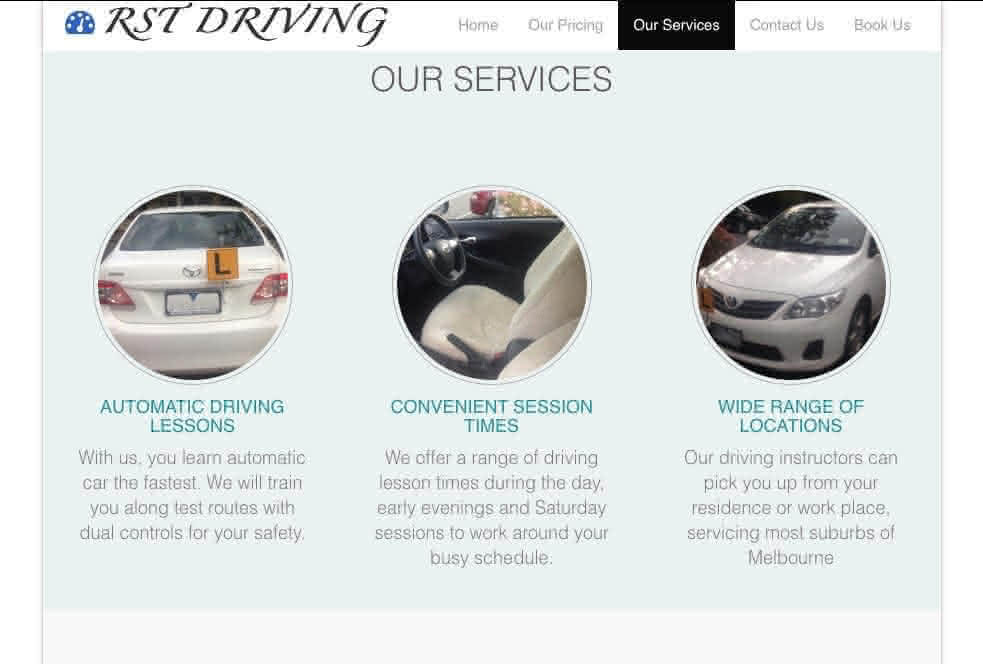 RST DRIVING
Home Our Pricing Our Services Contact Us Book Us
OUR SERVICES
L
AUTOMATIC DRIVING
LESSONS
With us, you learn automatic
car the fastest. We will train
you along test routes with
dual controls for your safety.
CONVENIENT SESSION
TIMES
We offer a range of driving
lesson times during the day,
early evenings and Saturday
sessions to work around your
busy schedule.
WIDE RANGE OF
LOCATIONS
Our driving instructors can
pick you up from your
residence or work place,
servicing most suburbs of
Melbourne